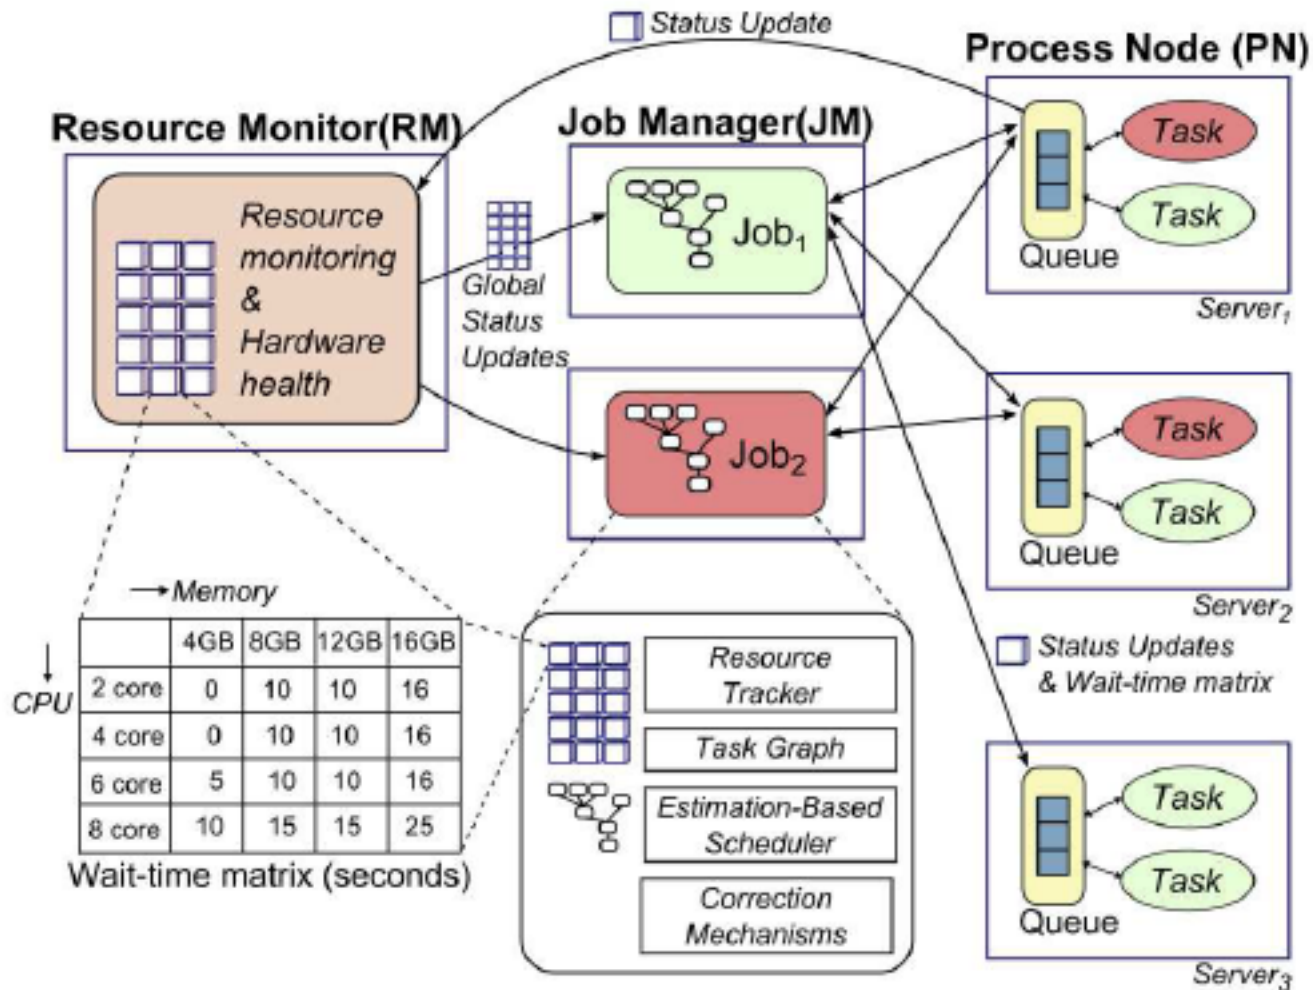 Status Update
Process Node (PN)
Resource Monitor(RM)
Job Manager(JM)
Resource
monitoring
&
Hardware
health
Global
Status
Updates
Job1
Job2
Task
Task
Queue
Server1
Task
Task
Queue
Server2
Status Updates
& Wait-time matrix
Task
Task
Queue
Server3
Memory
CPU
4GB 8GB 12GB 16GB
2 core 0 10 10 16
4 core 0 10 10 16
6 core 5 10 10 16
8 core 10 15 15 25
Wait-time matrix (seconds)
Resource
Tracker
Task Graph
Estimation-Based
Scheduler
Correction
Mechanisms